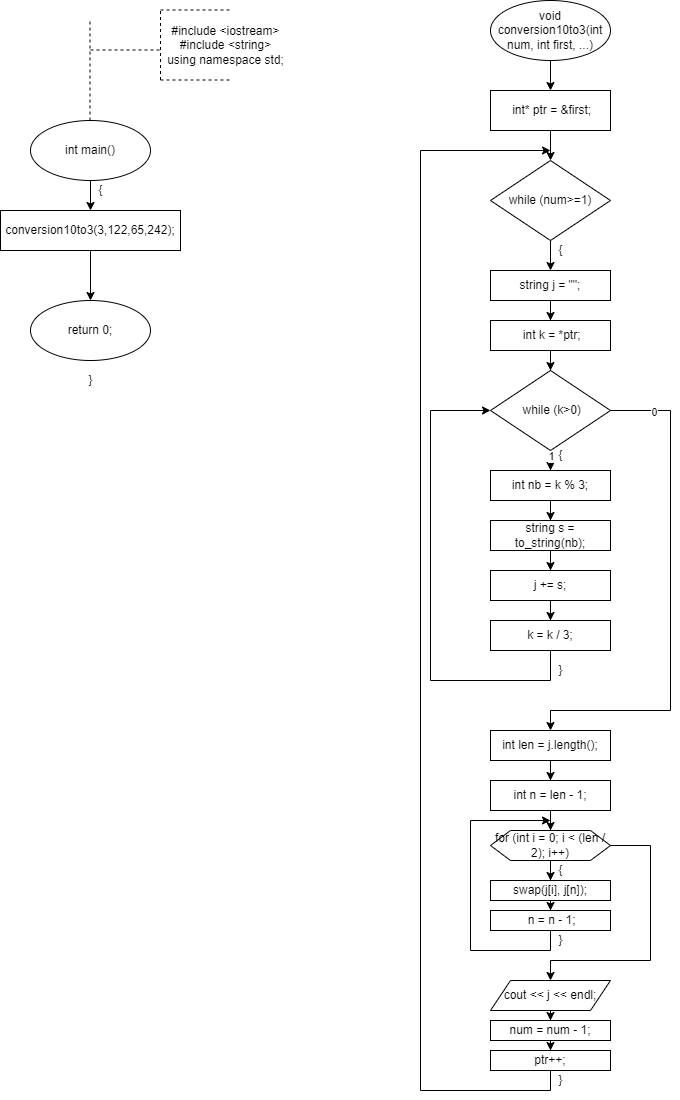 #include <iostream>
#include <string>
using namespace std;
int main()
{
conversion10to3(3,122,65,242);
return 0;
}
void
conversion10to3(int
num, int first, ...)
int* ptr = &first;
while (num>=1)
{
string j = "";
int k = *ptr;
while (k>0)
0
1 {
int nb = k % 3;
string s =
to_string(nb);
j += s;
k = k / 3;
}
int len = j.length();
int n = len - 1;
for (int i = 0; i < (len /
2); i++)
{
swap(j[i], j[n]);
n = n - 1;
}
cout << j << endl;
num = num - 1;
ptr++;
}